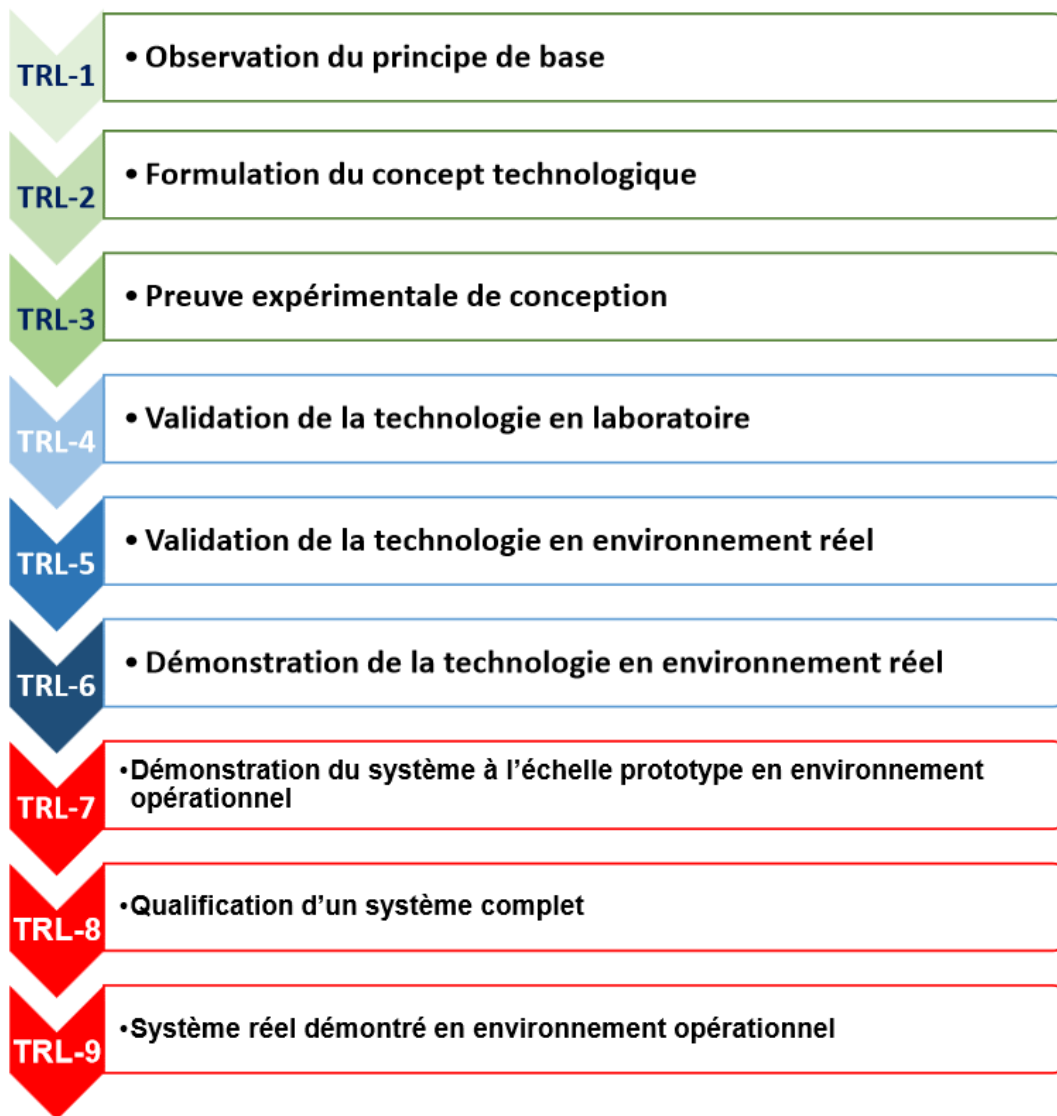 TRL-1
• Observation du principe de base
TRL-2
• Formulation du concept technologique
TRL-3
• Preuve expérimentale de conception
TRL-4
• Validation de la technologie en laboratoire
TRL-5
• Validation de la technologie en environnement réel
TRL-6
• Démonstration de la technologie en environnement réel
TRL-7
•Démonstration du système à l’échelle prototype en environnement
opérationnel
TRL-8
•Qualification d’un système complet
TRL-9
•Système réel démontré en environnement opérationnel